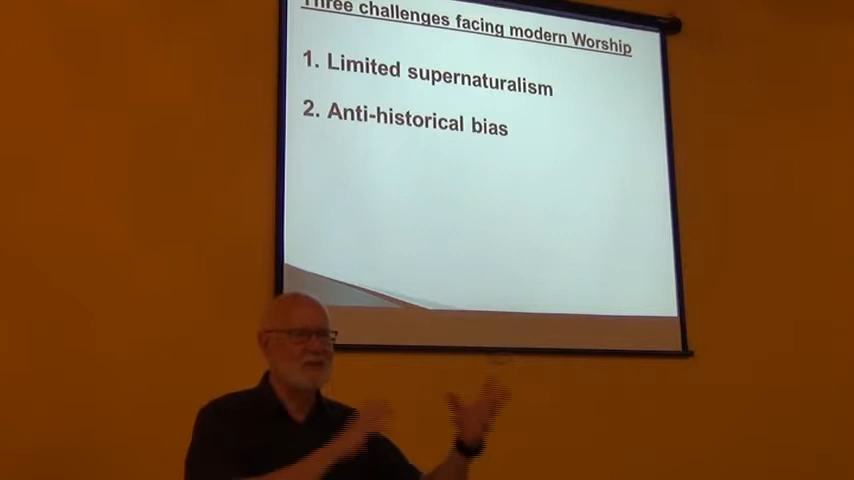 Three challenges facing modern Worship
1. Limited supernaturalism
2. Anti-historical bias